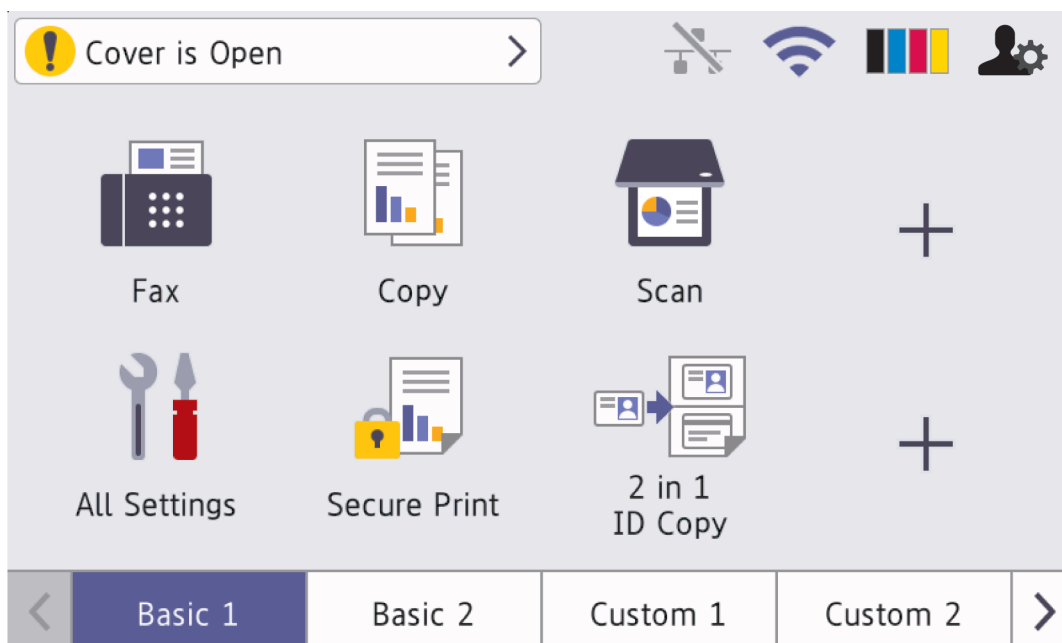 Cover is Open
Fax
Copy
Scan
All Settings
Secure Print
2 in 1
ID Copy
Basic 1
Basic 2
Custom 1
Custom 2